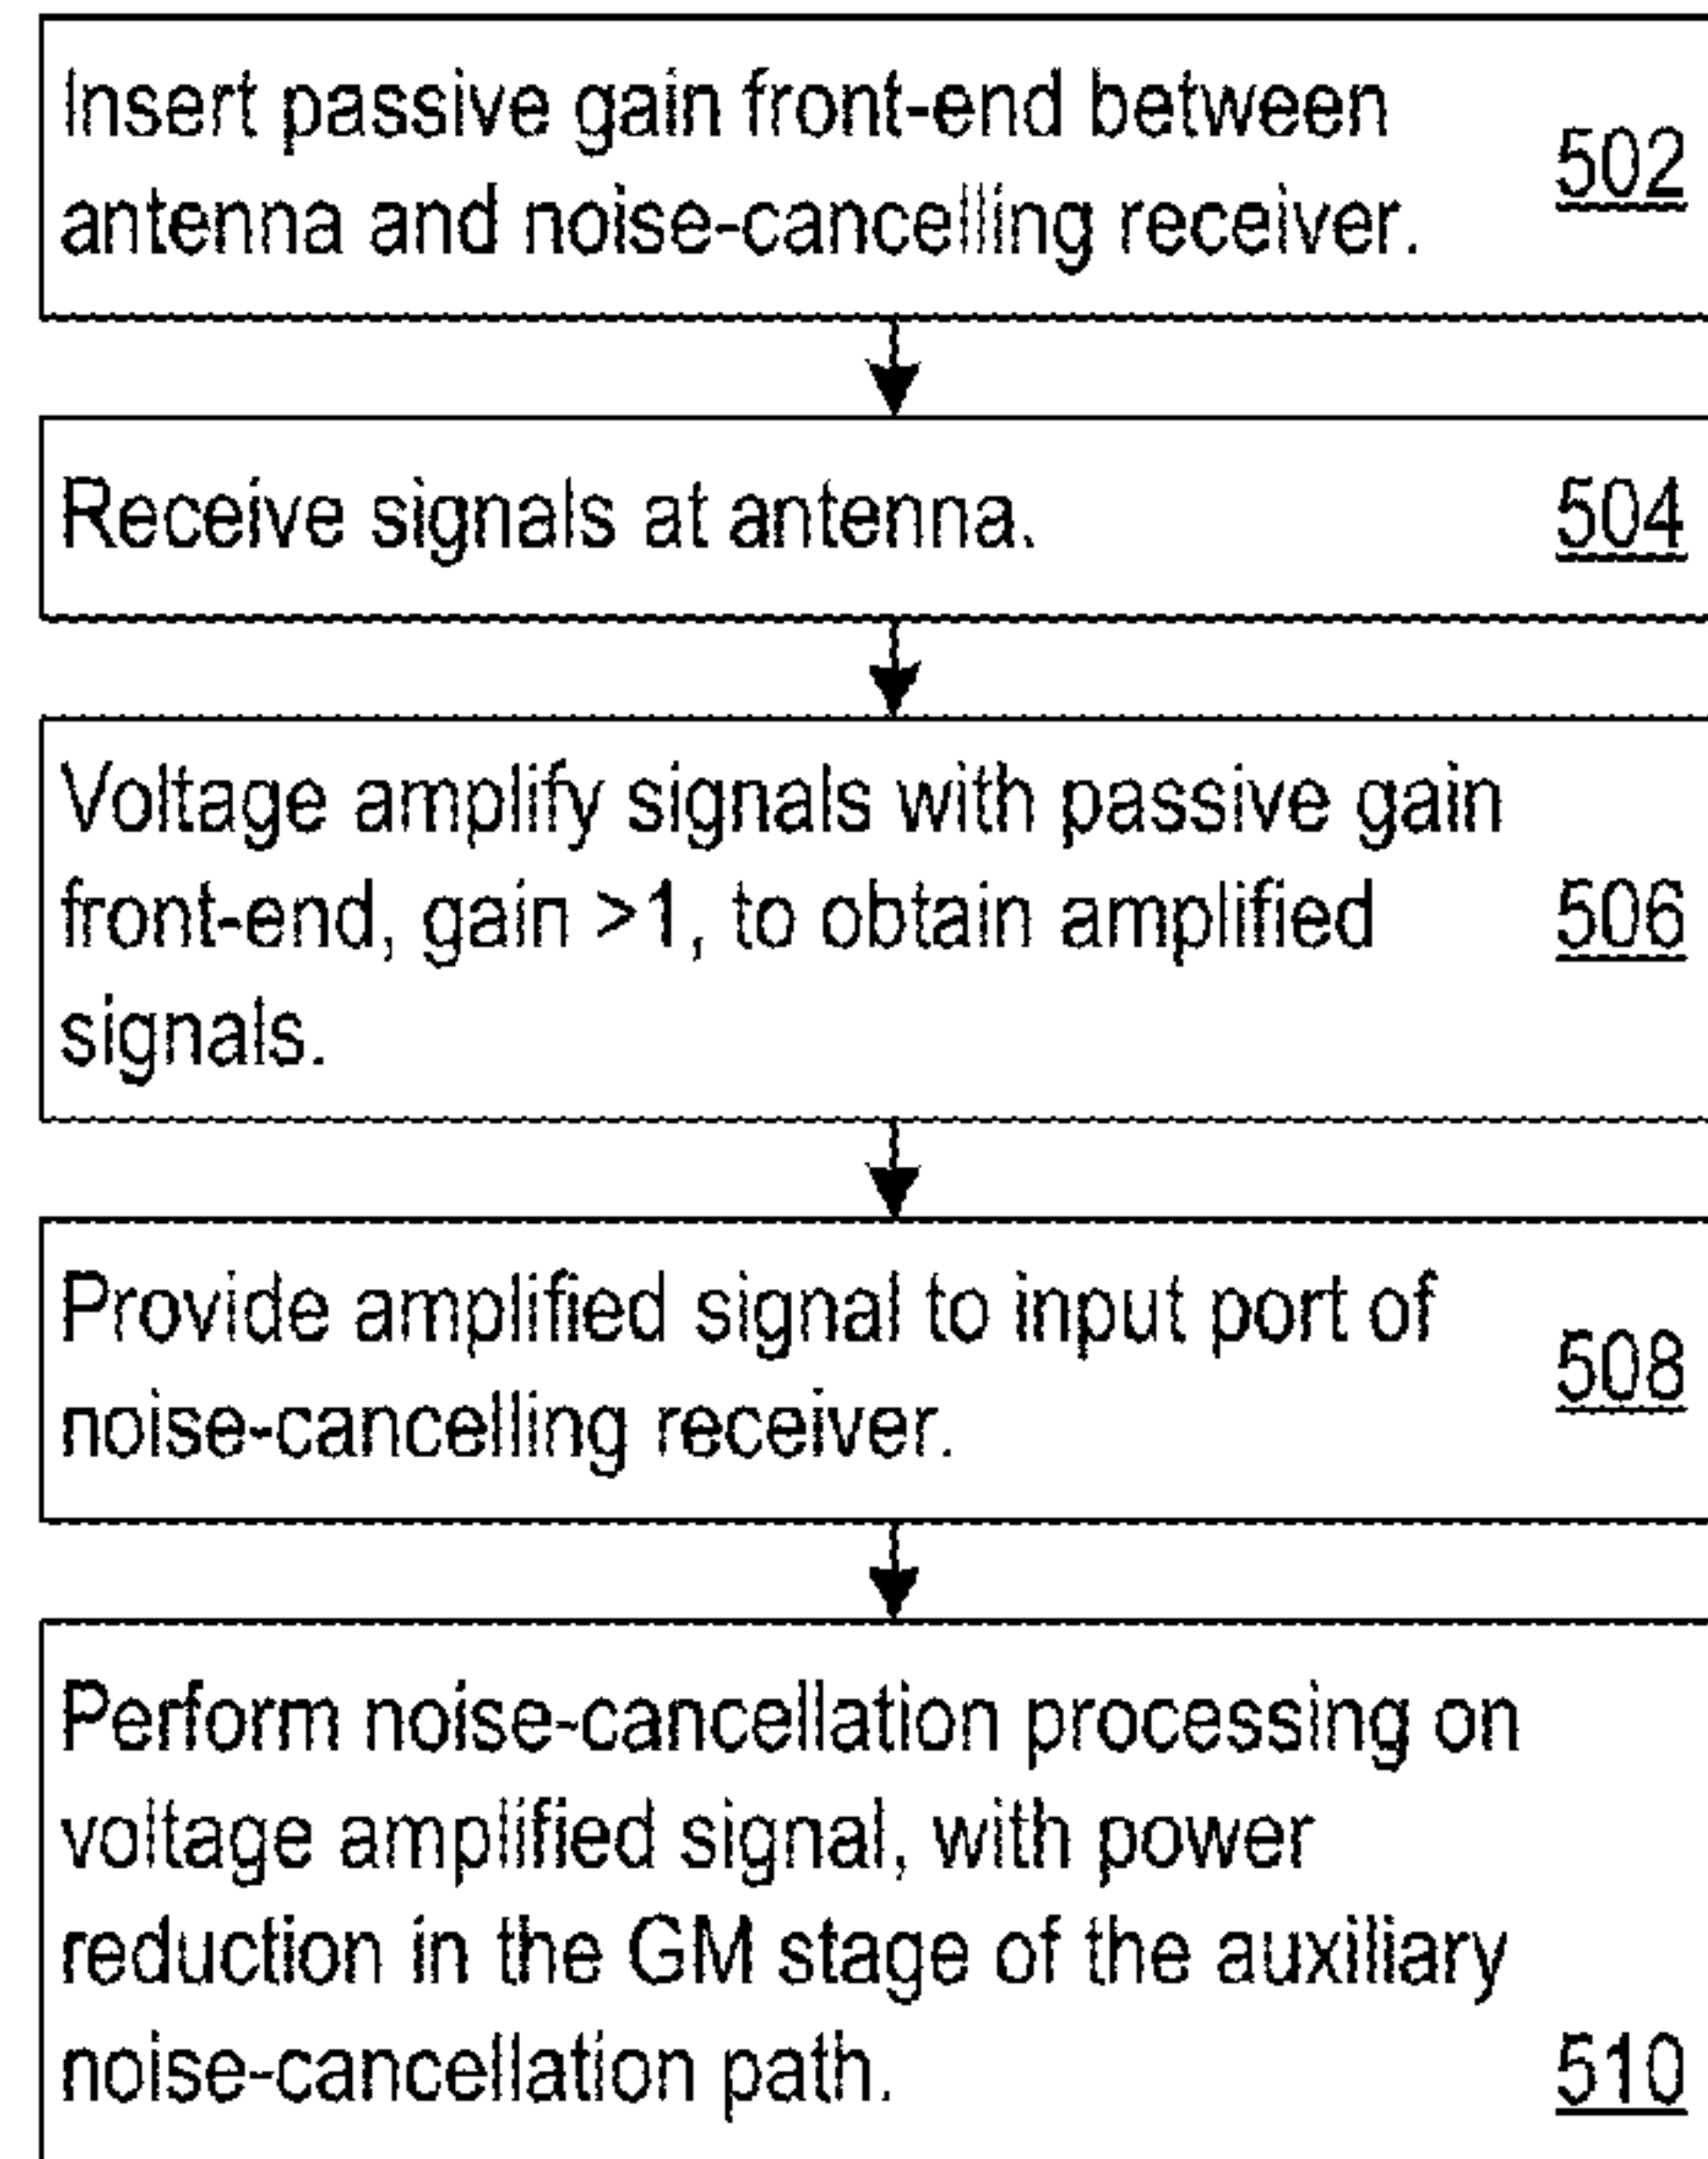 Insert passive gain front-end between
antenna and noise-cancelling receiver.
502
Receive signals at antenna.
504
Voltage amplify signals with passive gain
front-end, gain >1, to obtain amplified
506
signals.
Provide amplified signal to input port of
508
noise-cancelling receiver.
Perform noise-cancellation processing on
voltage amplified signal, with power
reduction in the GM stage of the auxiliary
noise-cancellation path.
510